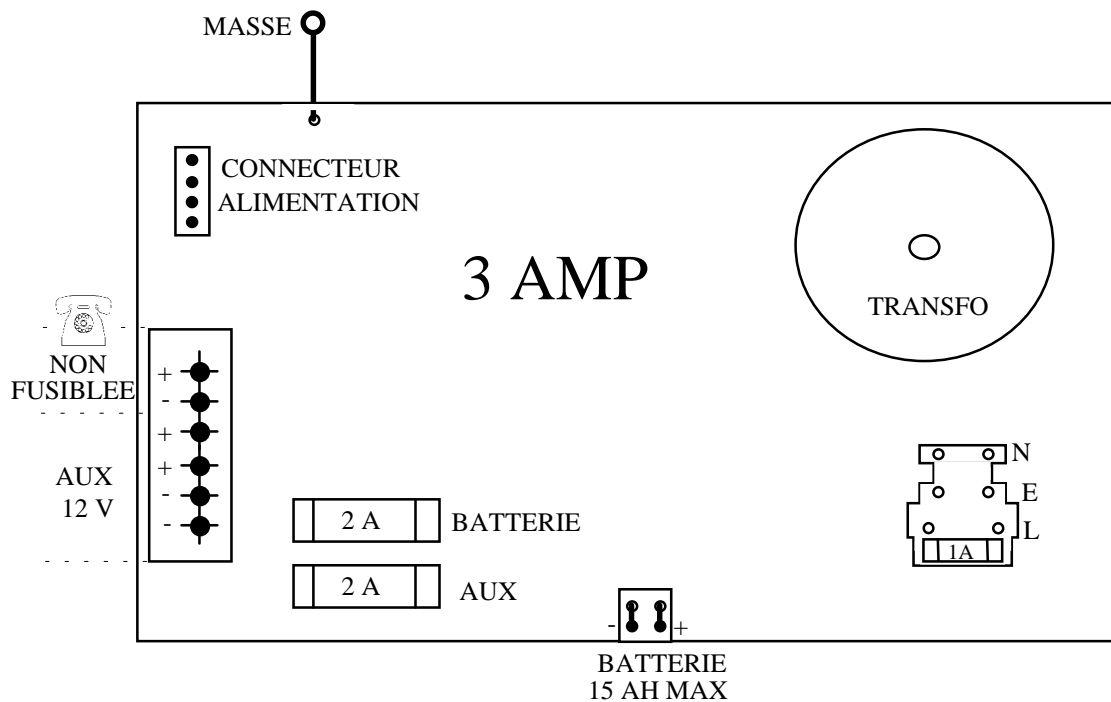 MASSE
CONNECTEUR
ALIMENTATION
3 AMP
TRANSFO
NON
FUSIBLEE
+
-
+
+
-
-
AUX
12 V
N
E
L
1A
2 A
BATTERIE
2 A
AUX
- +
BATTERIE
15 AH MAX